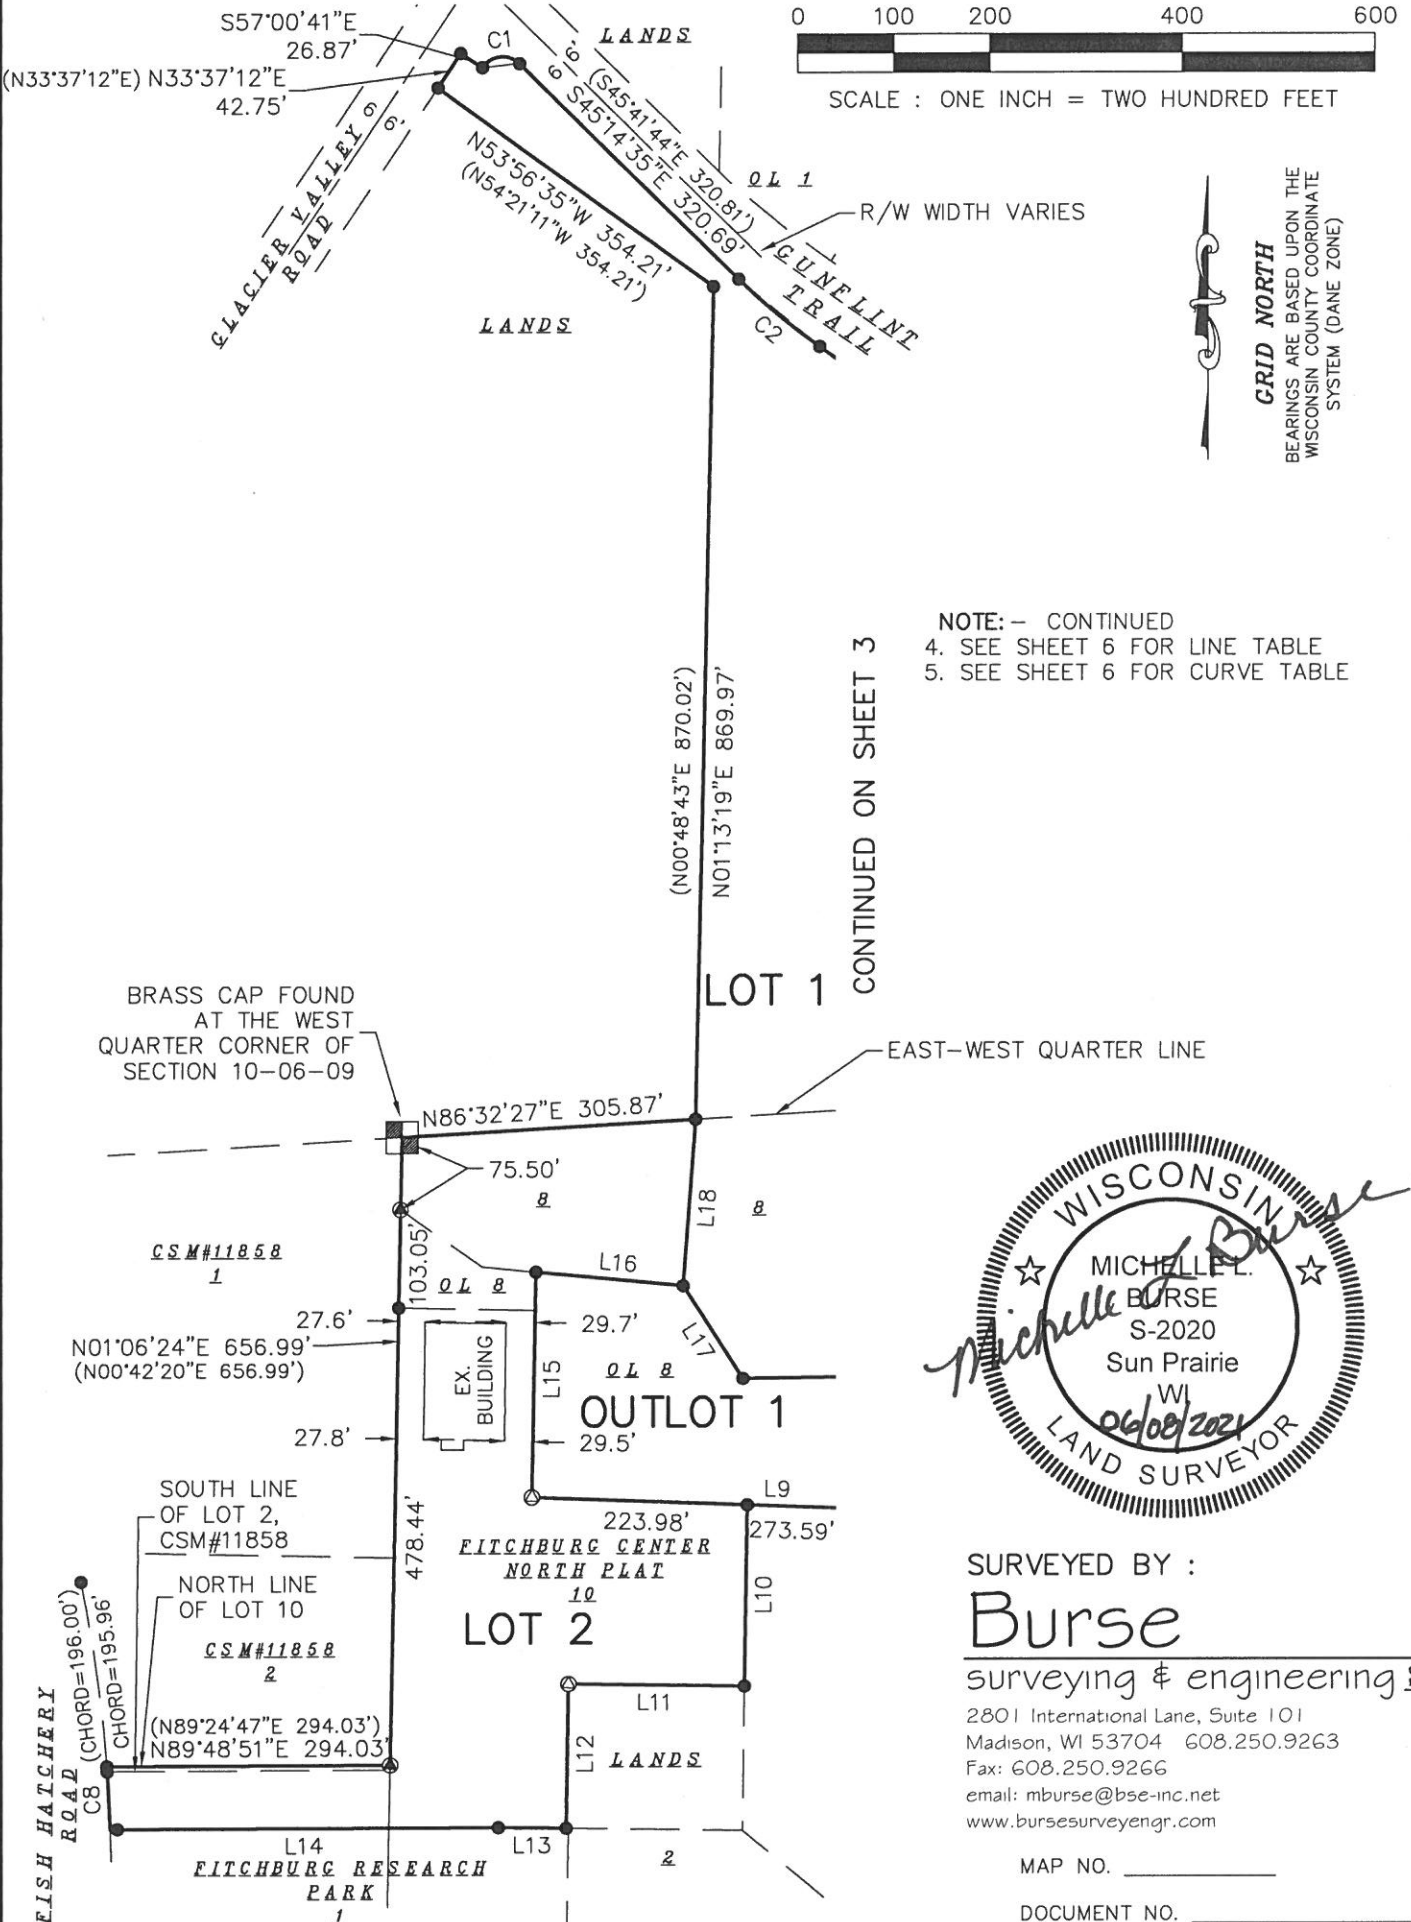 S57°00'41"E
26.87'
(N33°37'12"E) N33°37'12"E
42.75'
C1
LANDS
0 100 200 400 600
SCALE : ONE INCH = TWO HUNDRED FEET
GLACIER VALLEY
ROAD
6 6'
6 6'
(S45°41'44"E 320.81')
S45°14'35"E 320.69'
N53°56'35"W 354.21'
(N54°21'11"W 354.21')
OL 1
R/W WIDTH VARIES
GUNFLINT
TRAIL
C2
LANDS
GRID NORTH
BEARINGS ARE BASED UPON THE
WISCONSIN COUNTY COORDINATE
SYSTEM (DANE ZONE)
NOTE: - CONTINUED
4. SEE SHEET 6 FOR LINE TABLE
5. SEE SHEET 6 FOR CURVE TABLE
CONTINUED ON SHEET 3
(N00°48'43"E 870.02')
N01°13'19"E 869.97'
LOT 1
BRASS CAP FOUND
AT THE WEST
QUARTER CORNER OF
SECTION 10-06-09
EAST-WEST QUARTER LINE
N86°32'27"E 305.87'
75.50'
8
L18
8
CSM#11858
1
103.05'
OL 8
L16
27.6'
29.7'
N01°06'24"E 656.99'
(N00°42'20"E 656.99')
EX.
BUILDING
L15
L17
OL 8
OUTLOT 1
27.8'
29.5'
SOUTH LINE
OF LOT 2,
CSM#11858
478.44'
L9
223.98'
273.59'
FITCHBURG CENTER
NORTH PLAT
10
NORTH LINE
OF LOT 10
LOT 2
L10
CSM#11858
2
(CHORD=196.00')
CHORD=195.96'
L11
(N89°24'47"E 294.03')
N89°48'51"E 294.03'
L12
LANDS
FISH HATCHERY
ROAD
C8
L14
L13
2
FITCHBURG RESEARCH
PARK
1
WISCONSIN
MICHELLE L.
BURSE
S-2020
Sun Prairie
WI
LAND SURVEYOR
Michelle L Burse
06/08/2021
SURVEYED BY :
Burse
surveying & engineering
2801 International Lane, Suite 101
Madison, WI 53704 608.250.9263
Fax: 608.250.9266
email: mburse@bse-inc.net
www.bursesurveyengr.com
MAP NO.
DOCUMENT NO.